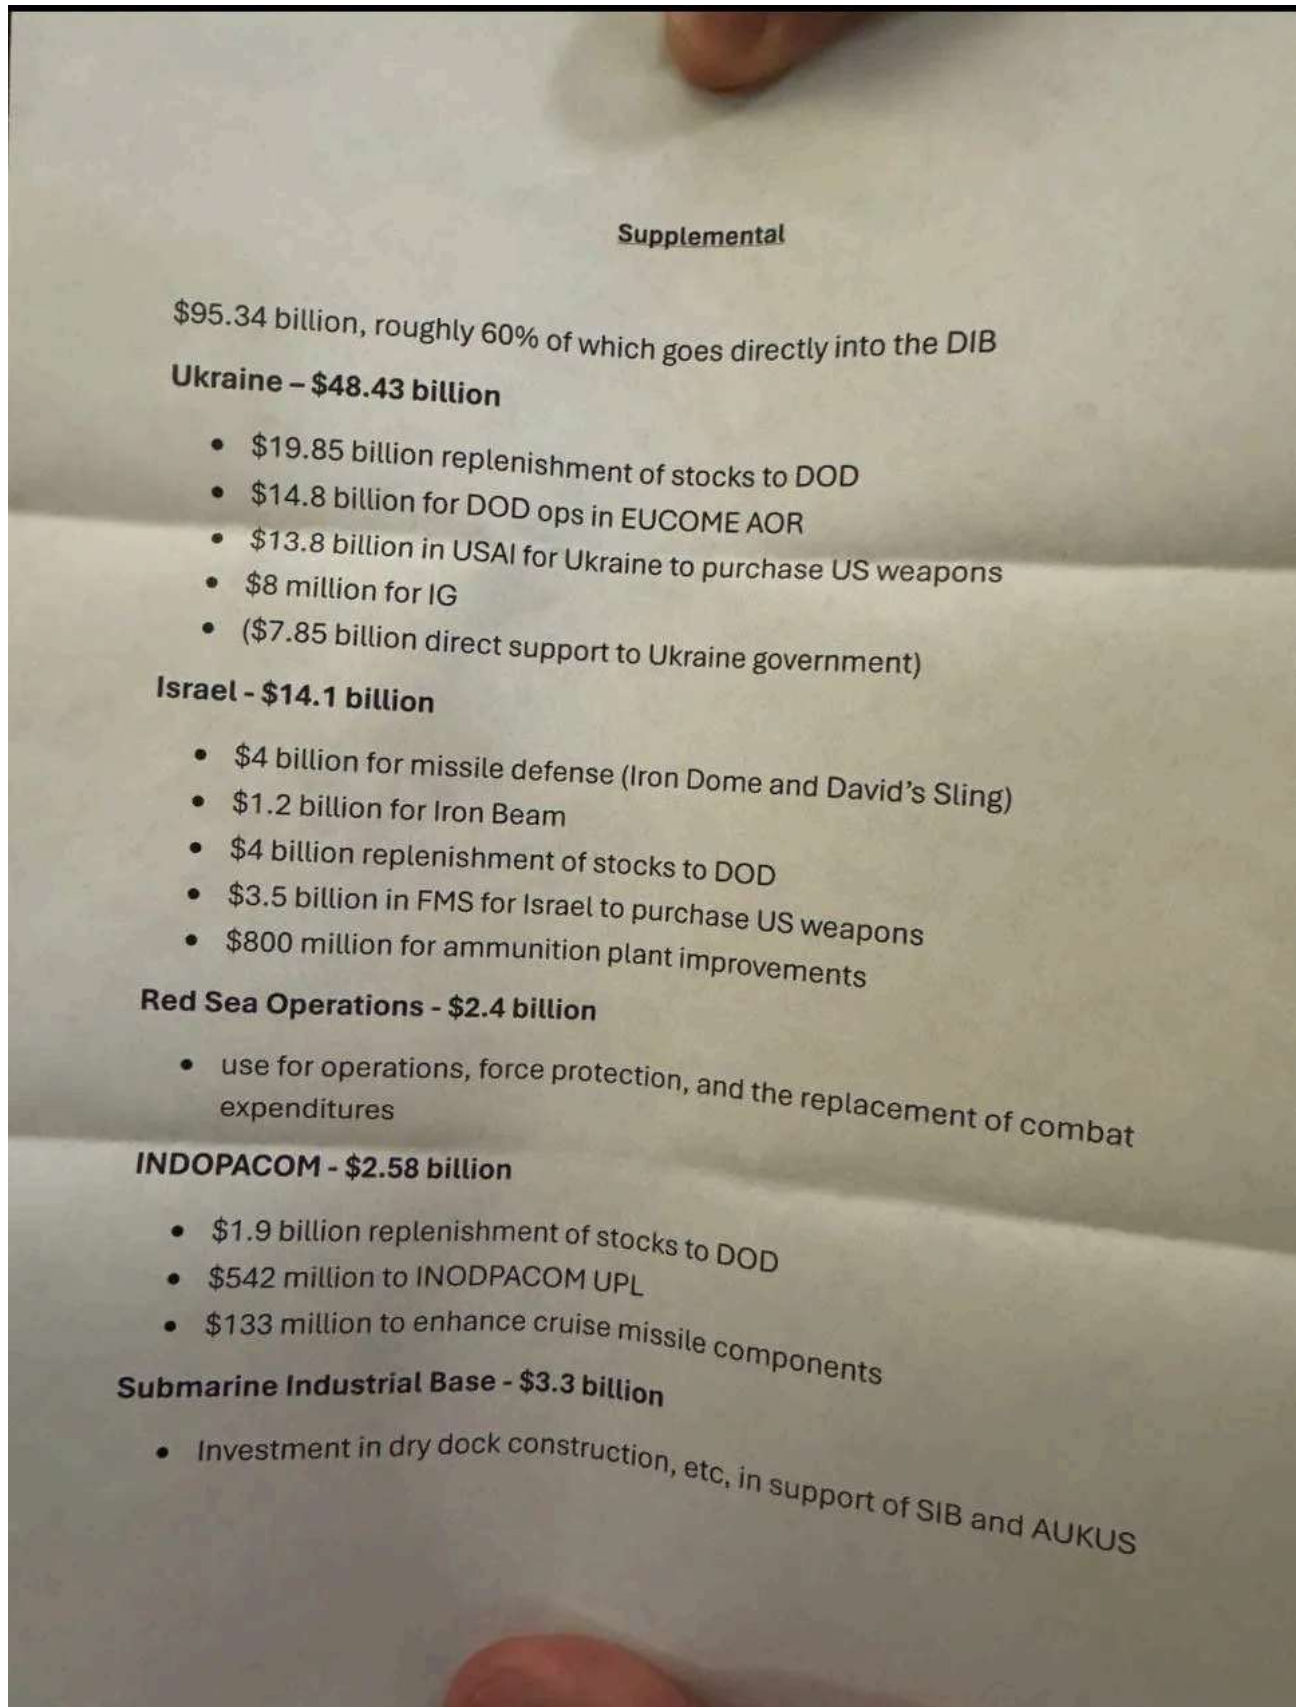 Supplemental
$95.34 billion, roughly 60% of which goes directly into the DIB
Ukraine – $48.43 billion
• $19.85 billion replenishment of stocks to DOD
• $14.8 billion for DOD ops in EUCOME AOR
• $13.8 billion in USAI for Ukraine to purchase US weapons
• $8 million for IG
• ($7.85 billion direct support to Ukraine government)
Israel - $14.1 billion
• $4 billion for missile defense (Iron Dome and David’s Sling)
• $1.2 billion for Iron Beam
• $4 billion replenishment of stocks to DOD
• $3.5 billion in FMS for Israel to purchase US weapons
• $800 million for ammunition plant improvements
Red Sea Operations - $2.4 billion
• use for operations, force protection, and the replacement of combat
expenditures
INDOPACOM - $2.58 billion
• $1.9 billion replenishment of stocks to DOD
• $542 million to INODPACOM UPL
• $133 million to enhance cruise missile components
Submarine Industrial Base - $3.3 billion
• Investment in dry dock construction, etc, in support of SIB and AUKUS